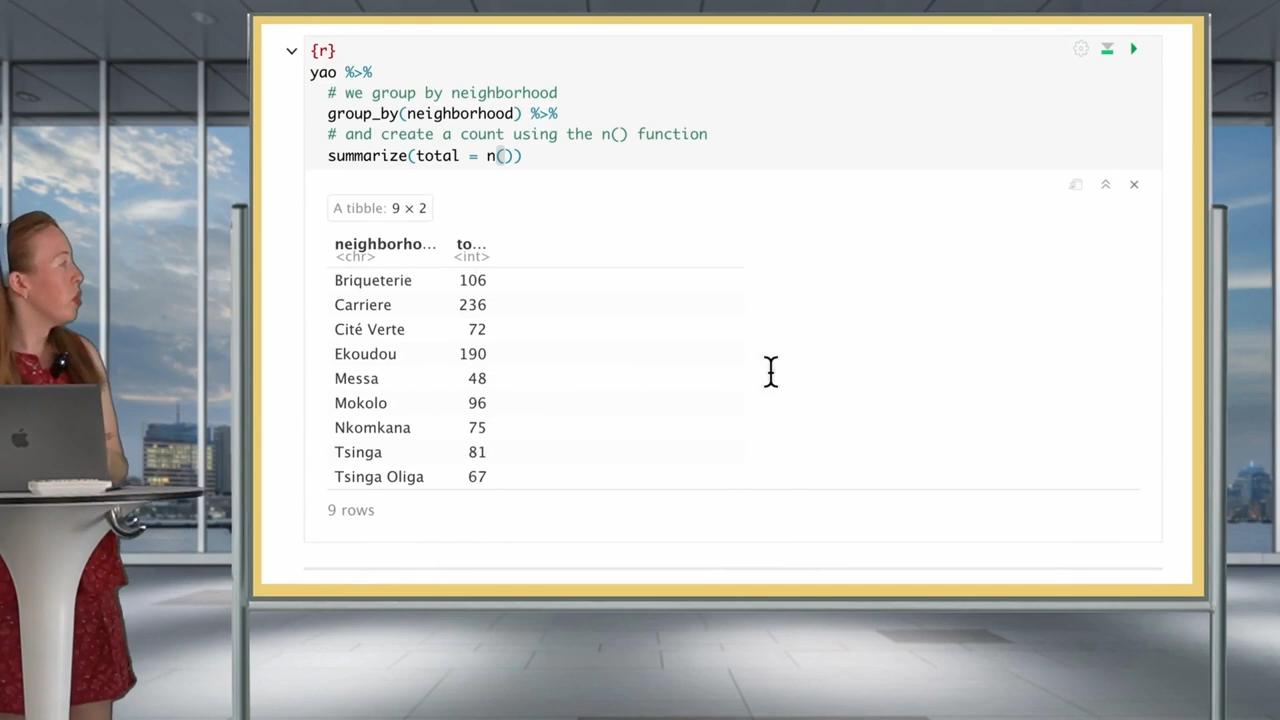 {r}
yao %>%
# we group by neighborhood
group_by(neighborhood) %>%
# and create a count using the n() function
summarize(total = n())
A tibble: 9 × 2
neighborho... to...
<chr> <int>
Briqueterie 106
Carriere 236
Cité Verte 72
Ekoudou 190
Messa 48
Mokolo 96
Nkomkana 75
Tsinga 81
Tsinga Oliga 67
9 rows